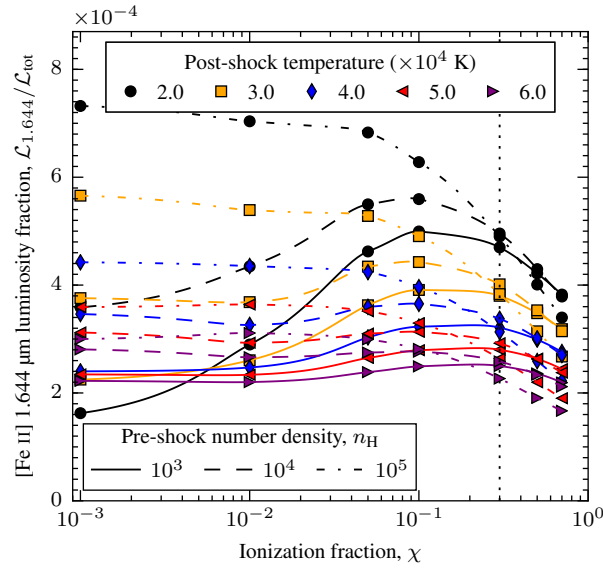 ×10⁻⁴
8
6
4
2
0
[Fe II] 1.644 µm luminosity fraction, ℒ₁.₆₄₄/ℒₜₒₜ
Post-shock temperature (×10⁴ K)
2.0 3.0 4.0 5.0 6.0
Pre-shock number density, n_H
10³ 10⁴ 10⁵
10⁻³ 10⁻² 10⁻¹ 10⁰
Ionization fraction, χ